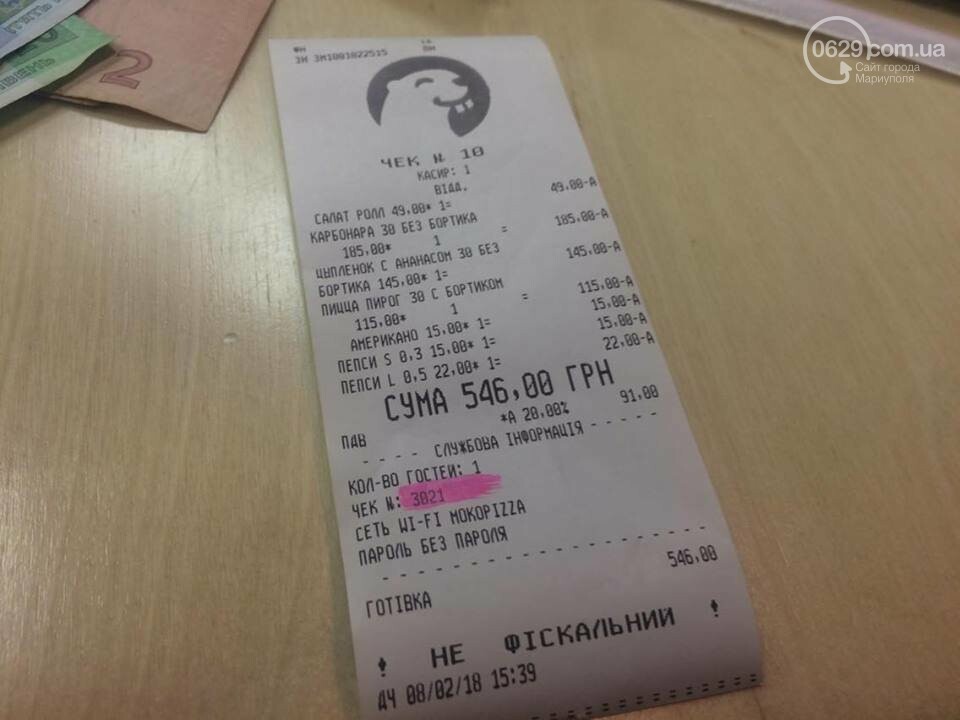 0629.com.ua
Сайт города
Мариуполя
2
ЗН ЗМ1001022515
ЧЕК № 10
КАСИР: 1
ВІДД.
САЛАТ РОЛЛ 49,00* 1= 49.00-А
КАРБОНАРА 30 БЕЗ БОРТИКА
185,00* 1 = 185.00-А
ЦЫПЛЕНОК С АНАНАСОМ 30 БЕЗ
БОРТИКА 145,00* 1= 145.00-А
ПИЦЦА ПИРОГ 30 С БОРТИКОМ
115,00* 1 = 115.00-А
АМЕРИКАНО 15,00* 1= 15.00-А
ПЕПСИ S 0,3 15,00* 1= 15.00-А
ПЕПСИ L 0,5 22,00* 1= 22.00-А
СУМА 546,00 ГРН
*А 20,00%
ПДВ 91,00
- - - - СЛУЖБОВА ІНФОРМАЦІЯ - - - -
КОЛ-ВО ГОСТЕЙ: 1
ЧЕК №: 3021
СЕТЬ WI-FI МОКОPIZZA
ПАРОЛЬ БЕЗ ПАРОЛЯ
ГОТІВКА 546,00
! НЕ ФІСКАЛЬНИЙ !
ДЧ 08/02/18 15:39